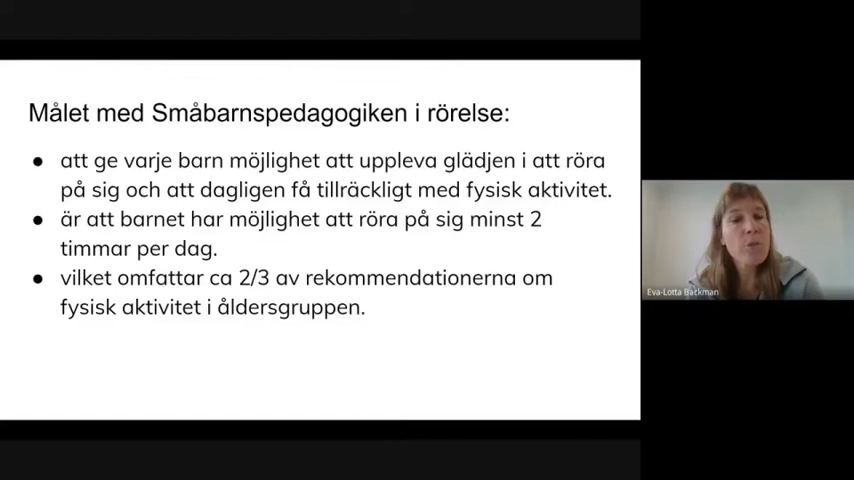 Målet med Småbarnspedagogiken i rörelse:
● att ge varje barn möjlighet att uppleva glädjen i att röra
på sig och att dagligen få tillräckligt med fysisk aktivitet.
● är att barnet har möjlighet att röra på sig minst 2
timmar per dag.
● vilket omfattar ca 2/3 av rekommendationerna om
fysisk aktivitet i åldersgruppen.
Eva-Lotta Backman